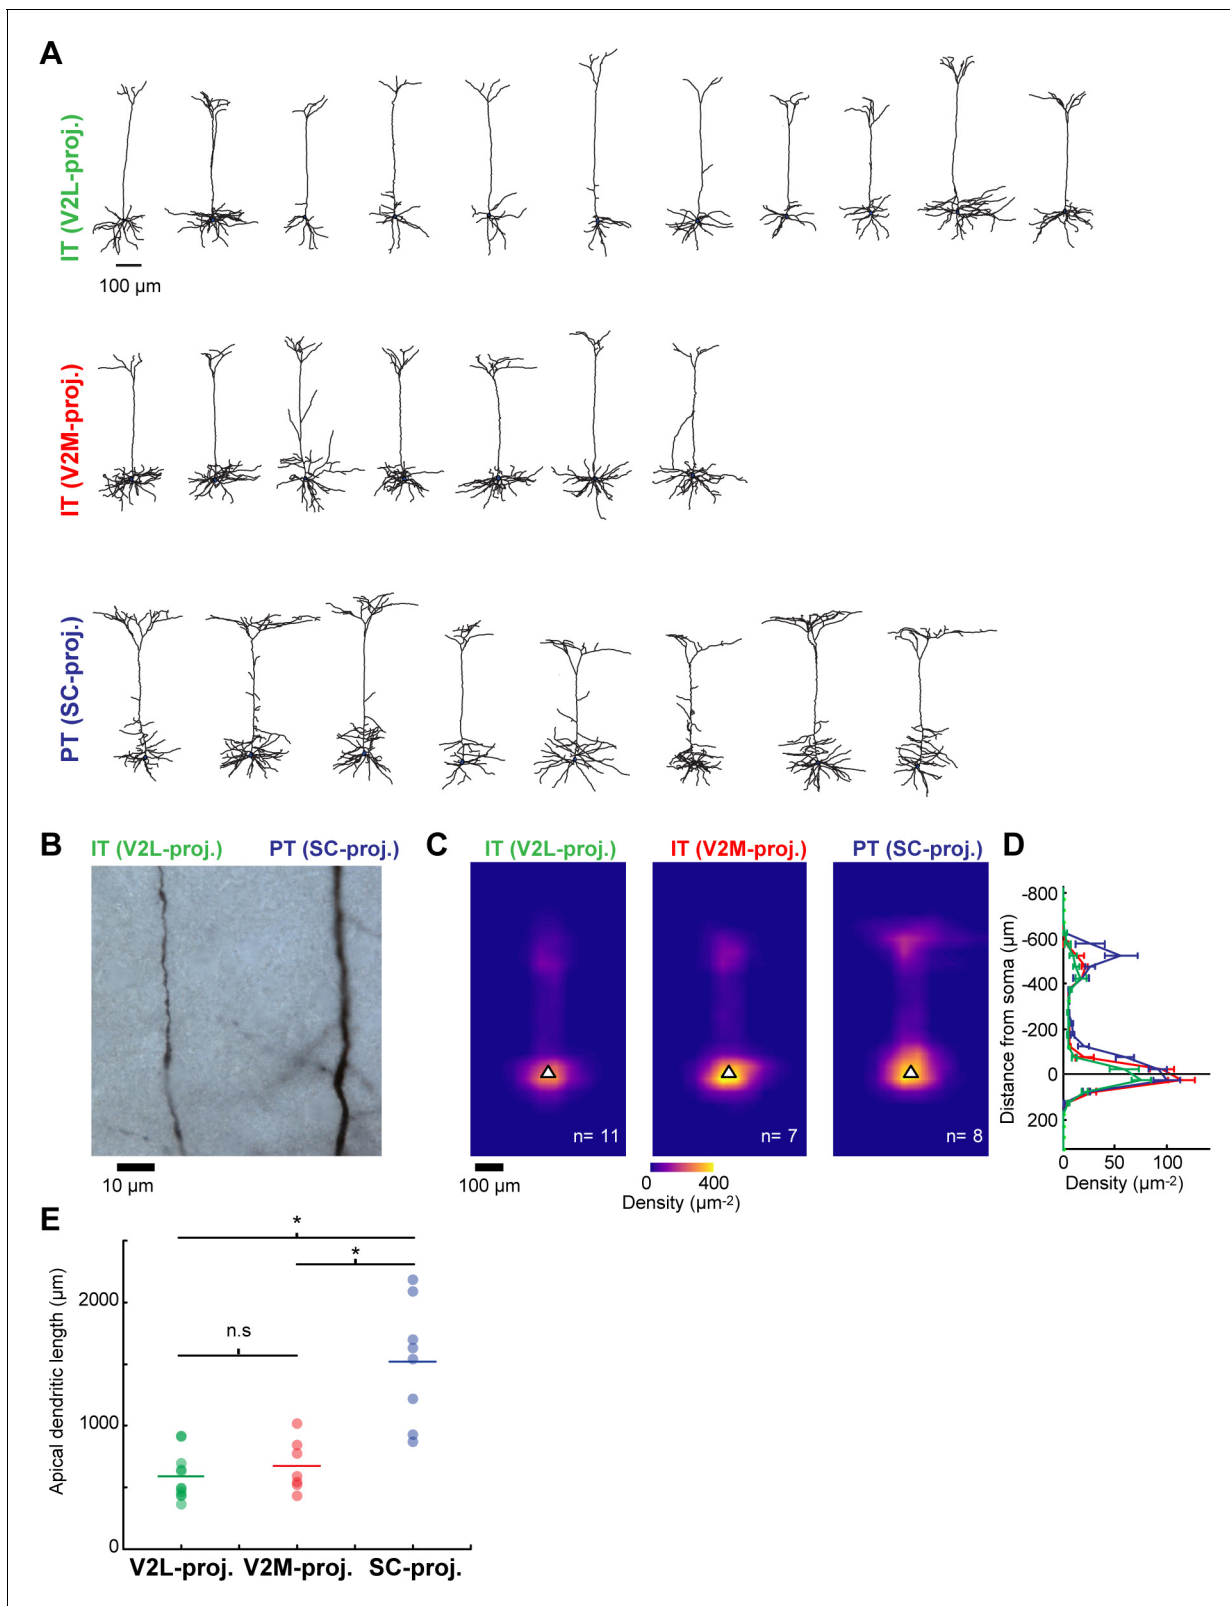 A
IT (V2L-proj.)
100 µm
IT (V2M-proj.)
PT (SC-proj.)
B
IT (V2L-proj.) PT (SC-proj.)
10 µm
C
IT (V2L-proj.) IT (V2M-proj.) PT (SC-proj.)
n= 11 n= 7 n= 8
100 µm
0 400
Density (µm-2)
D
Distance from soma (µm)
-800
-600
-400
-200
0
200
0 50 100
Density (µm-2)
E
Apical dendritic length (µm)
*
*
n.s
2000
1000
0
V2L-proj. V2M-proj. SC-proj.